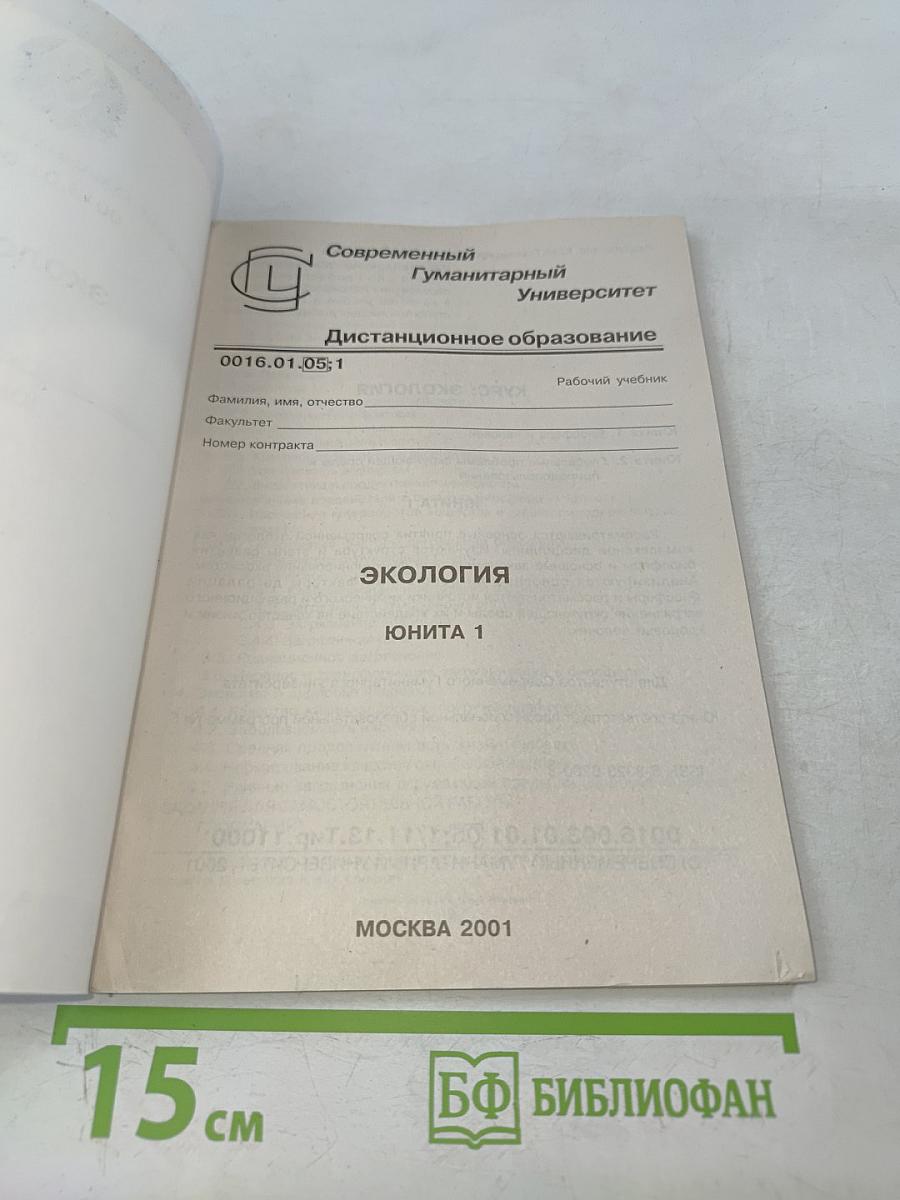 Современный
Гуманитарный
Университет
Дистанционное образование
0016.01.05;1
Рабочий учебник
Фамилия, имя, отчество
Факультет
Номер контракта
ЭКОЛОГИЯ
ЮНИТА 1
МОСКВА 2001
15 см
БФ БИБЛИОФАН